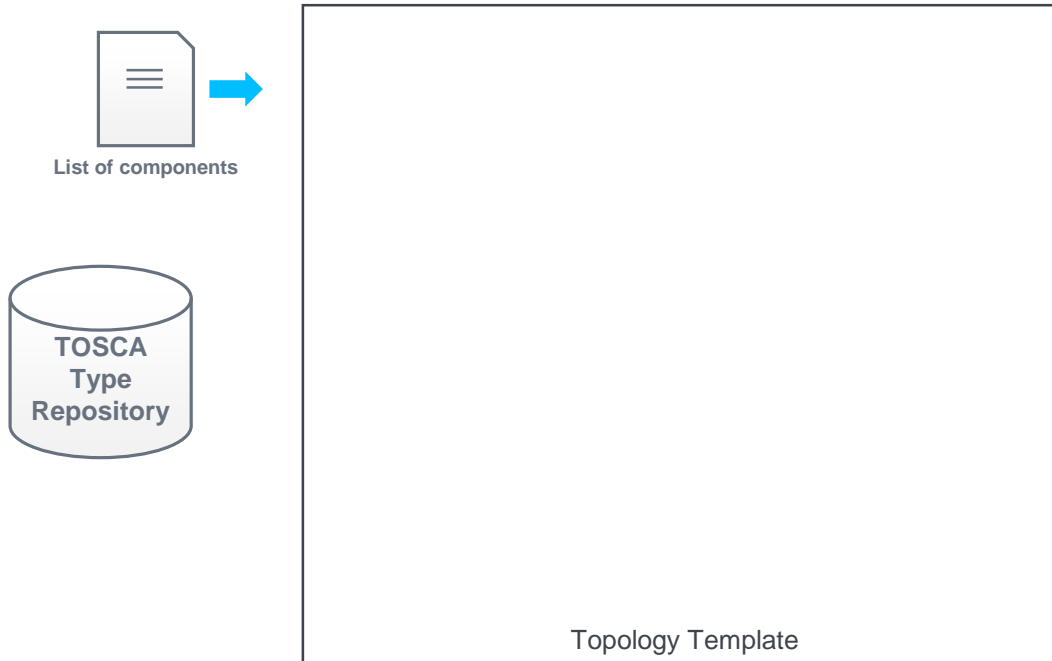 List of components
TOSCA
Type
Repository
Topology Template